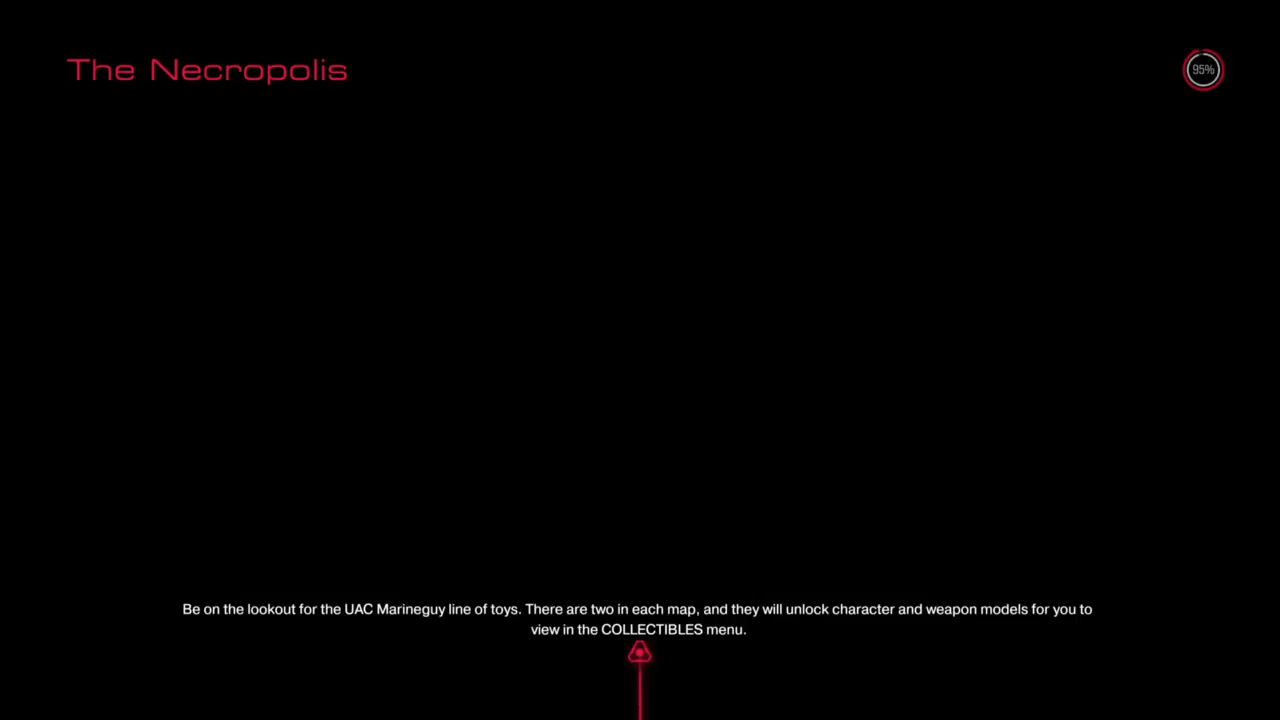 The Necropolis
95%
Be on the lookout for the UAC Marineguy line of toys. There are two in each map, and they will unlock character and weapon models for you to
view in the COLLECTIBLES menu.